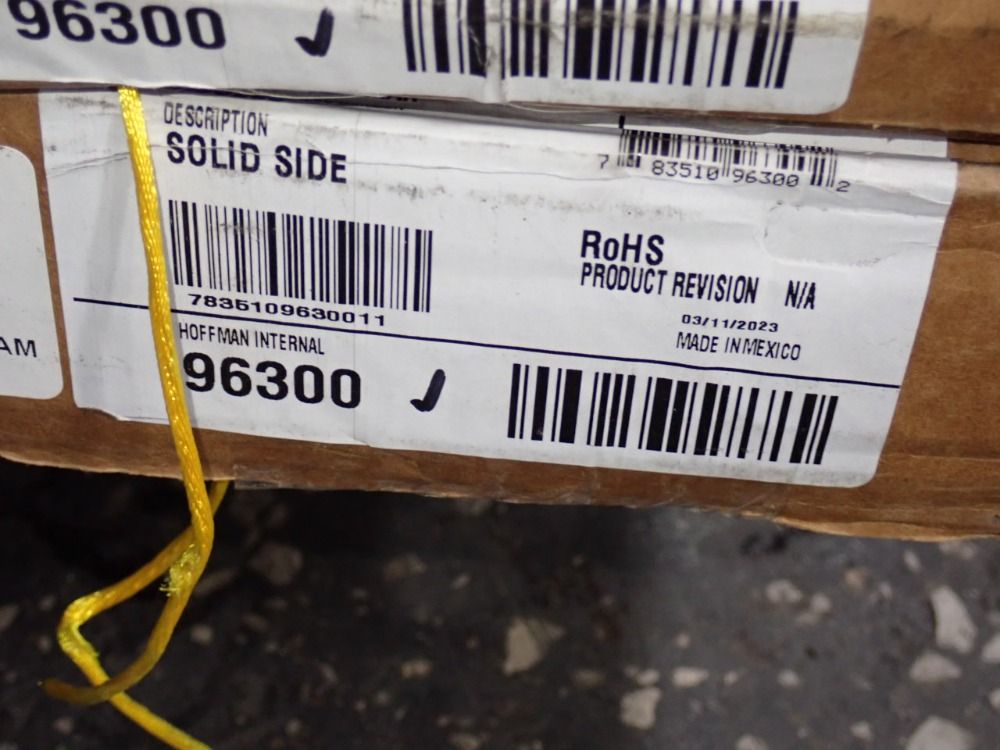 96300
DESCRIPTION
SOLID SIDE
7 83510 96300 2
7835109630011
RoHS
PRODUCT REVISION N/A
03/11/2023
MADE IN MEXICO
HOFFMAN INTERNAL
96300
AM